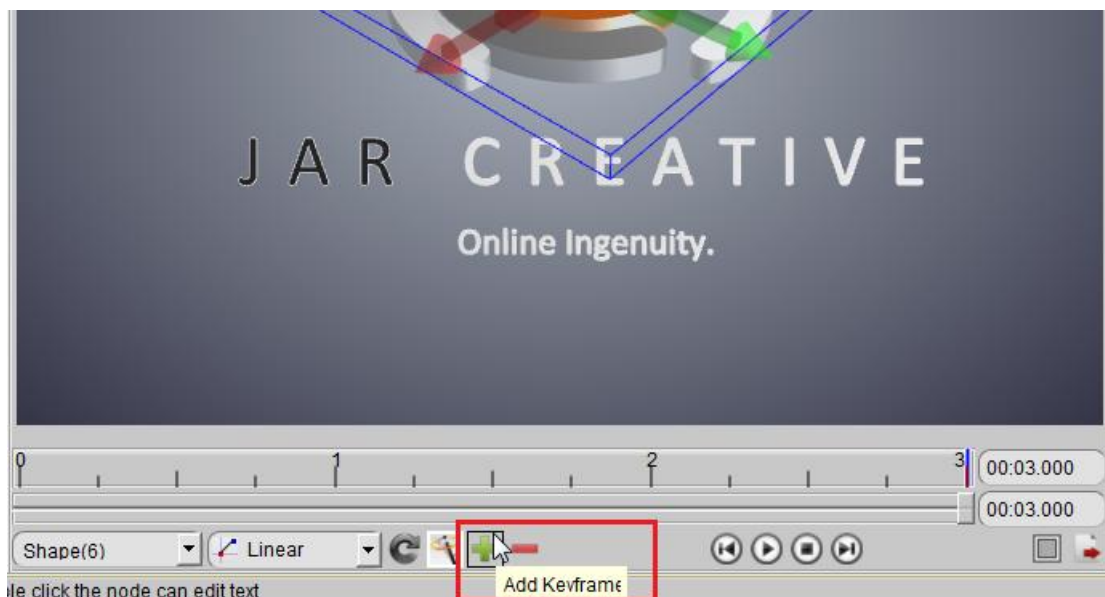 JAR CREATIVE
Online Ingenuity.
0 1 2 3
00:03.000
00:03.000
Shape(6) Linear
Add Keyframe
le click the node can edit text